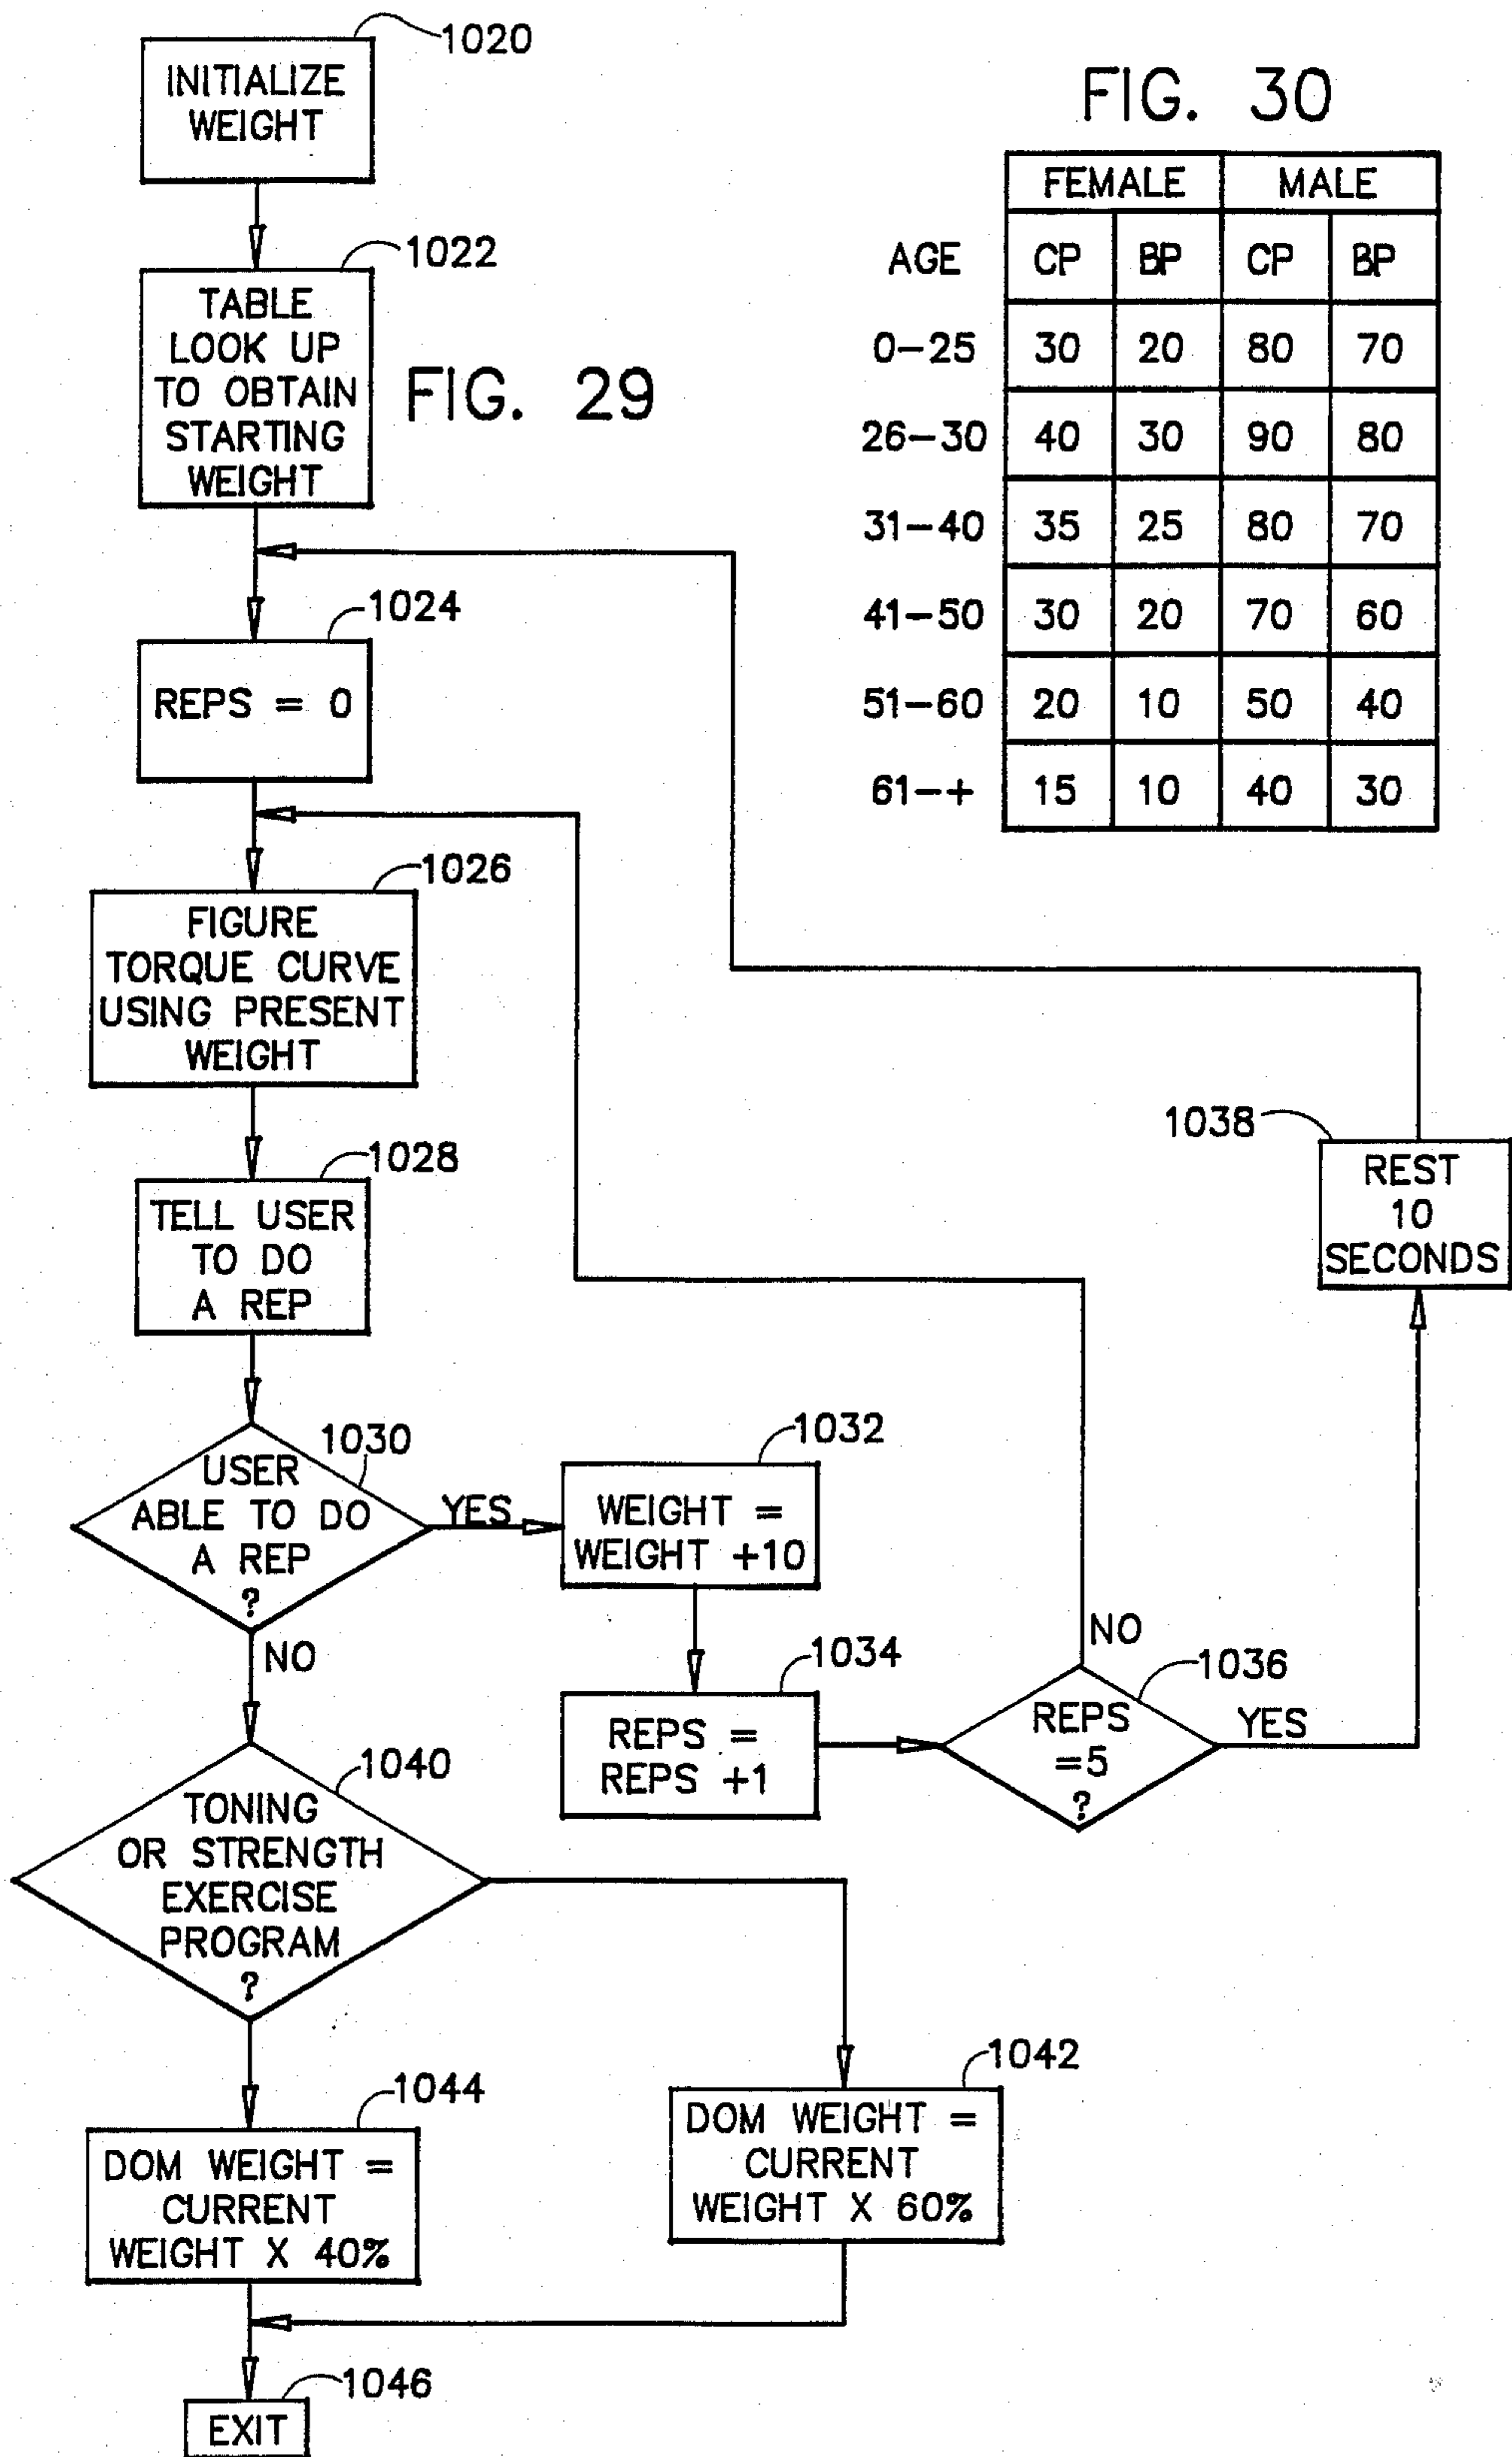 1020
INITIALIZE
WEIGHT
1022
TABLE
LOOK UP
TO OBTAIN
STARTING
WEIGHT
FIG. 29
1024
REPS = 0
1026
FIGURE
TORQUE CURVE
USING PRESENT
WEIGHT
1028
TELL USER
TO DO
A REP
1030
USER
ABLE TO DO
A REP
?
YES
NO
1032
WEIGHT =
WEIGHT +10
1034
REPS =
REPS +1
1036
REPS
=5
?
NO
YES
1038
REST
10
SECONDS
1040
TONING
OR STRENGTH
EXERCISE
PROGRAM
?
1042
DOM WEIGHT =
CURRENT
WEIGHT X 60%
1044
DOM WEIGHT =
CURRENT
WEIGHT X 40%
1046
EXIT
FIG. 30
FEMALE MALE
AGE CP BP CP BP
0-25 30 20 80 70
26-30 40 30 90 80
31-40 35 25 80 70
41-50 30 20 70 60
51-60 20 10 50 40
61-+ 15 10 40 30